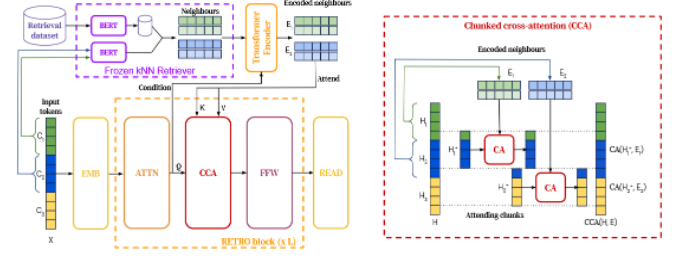 Retrieval
dataset
BERT
BERT
Frozen kNN Retriever
Neighbours
Transformer
Encoder
Encoded neighbours
E₁
E₂
Attend
Condition
K
V
Q
Input
tokens
C₁
C₂
C₃
X
EMB
ATTN
CCA
FFW
READ
RETRO block (x L)
Chunked cross-attention (CCA)
Encoded neighbours
E₁
E₂
H₁
H₂
H₃
H
H₁⁺
CA
H₂⁺
CA
Attending chunks
CA(H₁⁺, E₁)
CA(H₂⁺, E₂)
CCA(H, E)